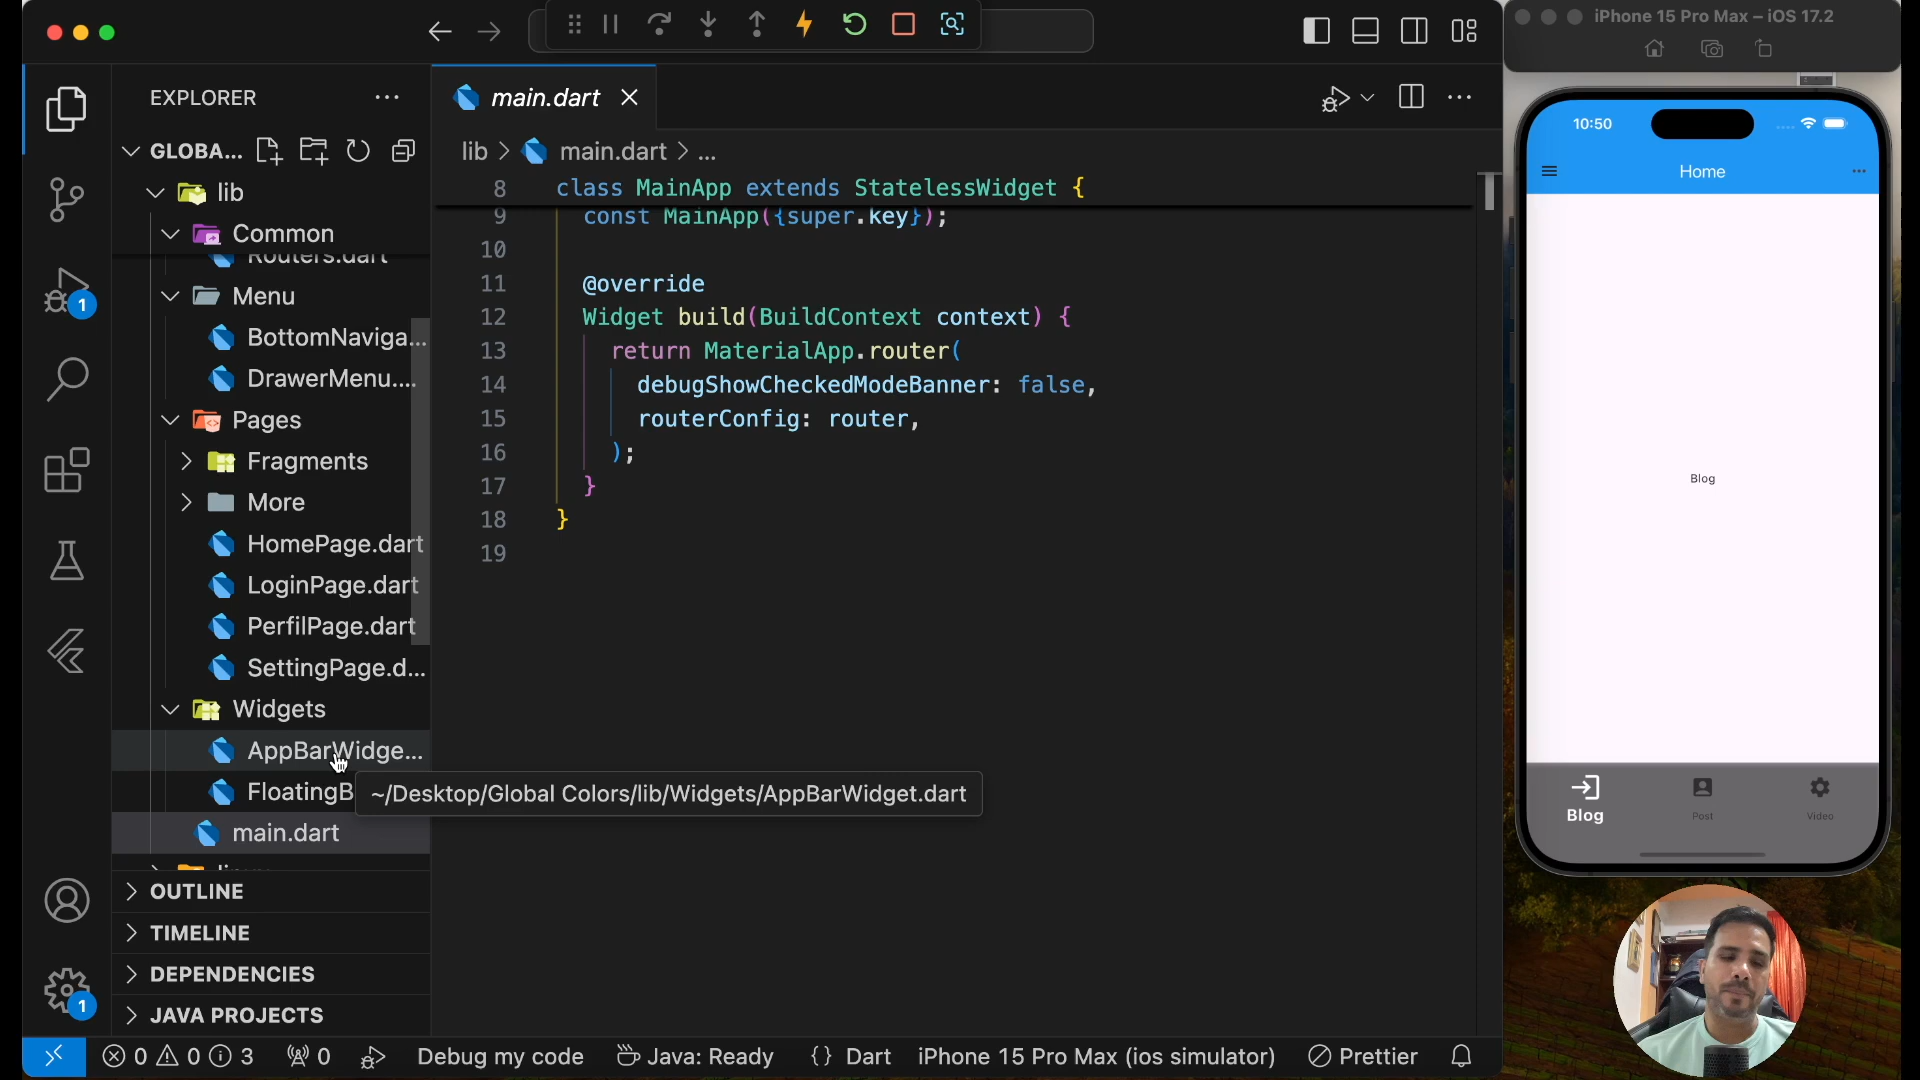 EXPLORER
GLOBA...
lib
Common
Routers.dart
Menu
BottomNaviga...
DrawerMenu....
Pages
Fragments
More
HomePage.dart
LoginPage.dart
PerfilPage.dart
SettingPage.d...
Widgets
AppBarWidge...
FloatingB
main.dart
OUTLINE
TIMELINE
DEPENDENCIES
JAVA PROJECTS
1
1
main.dart
lib > main.dart > ...
8 class MainApp extends StatelessWidget {
9 const MainApp({super.key});
10
11 @override
12 Widget build(BuildContext context) {
13 return MaterialApp.router(
14 debugShowCheckedModeBanner: false,
15 routerConfig: router,
16 );
17 }
18 }
19
~/Desktop/Global Colors/lib/Widgets/AppBarWidget.dart
0 0 3 0 Debug my code Java: Ready {} Dart iPhone 15 Pro Max (ios simulator) Prettier
iPhone 15 Pro Max – iOS 17.2
10:50
Home
Blog
Blog Post Video